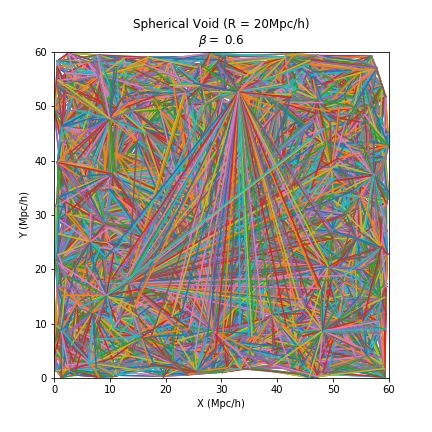 Spherical Void (R = 20Mpc/h)
β = 0.6
60
50
40
30
20
10
0
Y (Mpc/h)
0 10 20 30 40 50 60
X (Mpc/h)